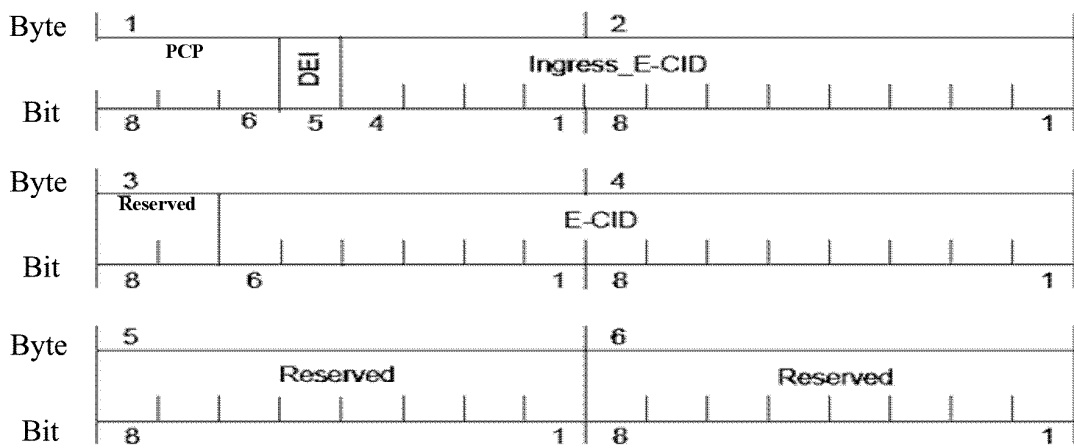 Byte 1 2
PCP DEI Ingress_E-CID
Bit 8 6 5 4 1 8 1
Byte 3 4
Reserved E-CID
Bit 8 6 1 8 1
Byte 5 6
Reserved Reserved
Bit 8 1 8 1